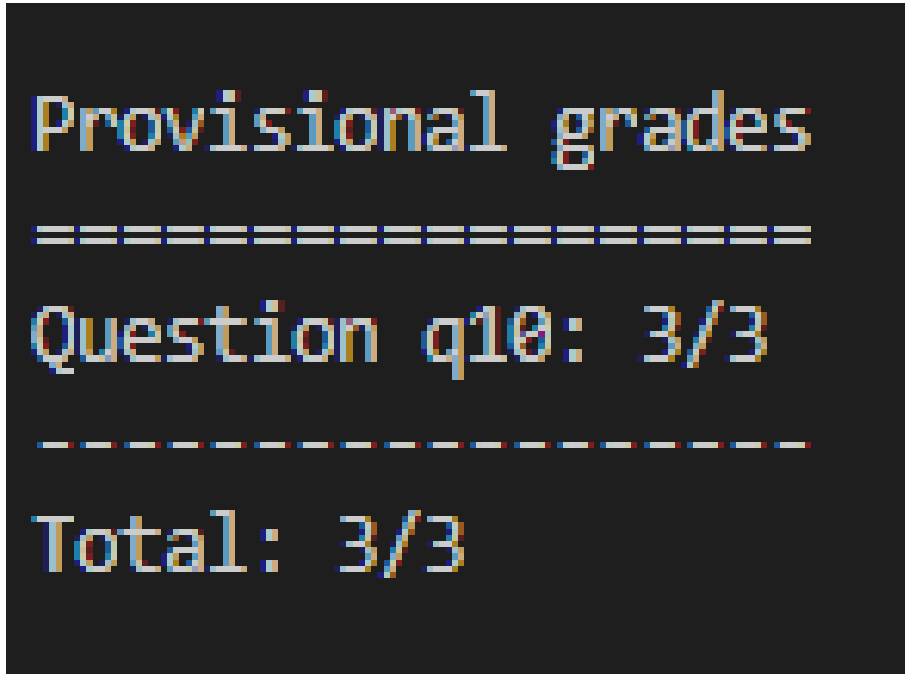 Provisional grades
==================
Question q10: 3/3
------------------
Total: 3/3